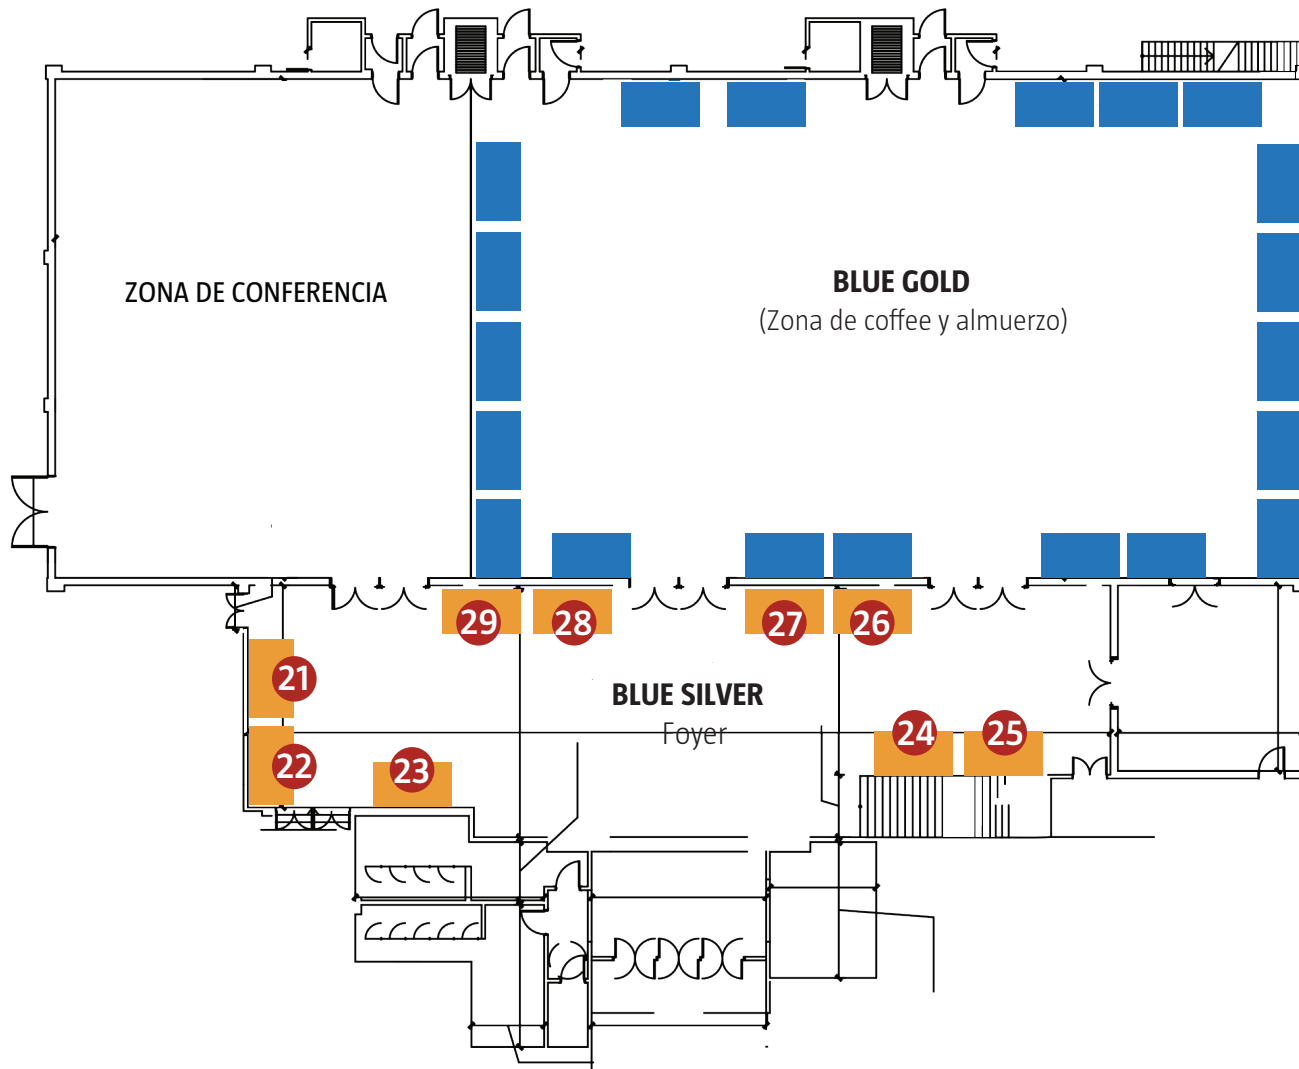 ZONA DE CONFERENCIA
BLUE GOLD
(Zona de coffee y almuerzo)
29
28
27
26
21
BLUE SILVER
Foyer
24
25
22
23